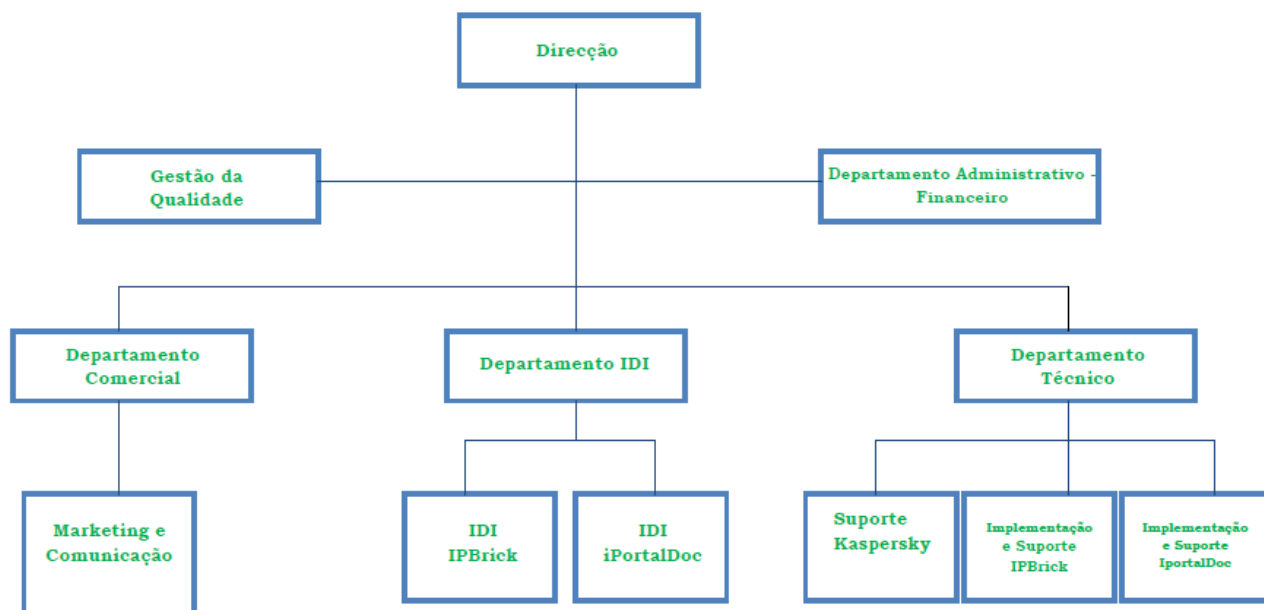 Direcção
Gestão da
Qualidade
Departamento Administrativo -
Financeiro
Departamento
Comercial
Departamento IDI
Departamento
Técnico
Marketing e
Comunicação
IDI
IPBrick
IDI
iPortalDoc
Suporte
Kaspersky
Implementação
e Suporte
IPBrick
Implementação
e Suporte
IportalDoc